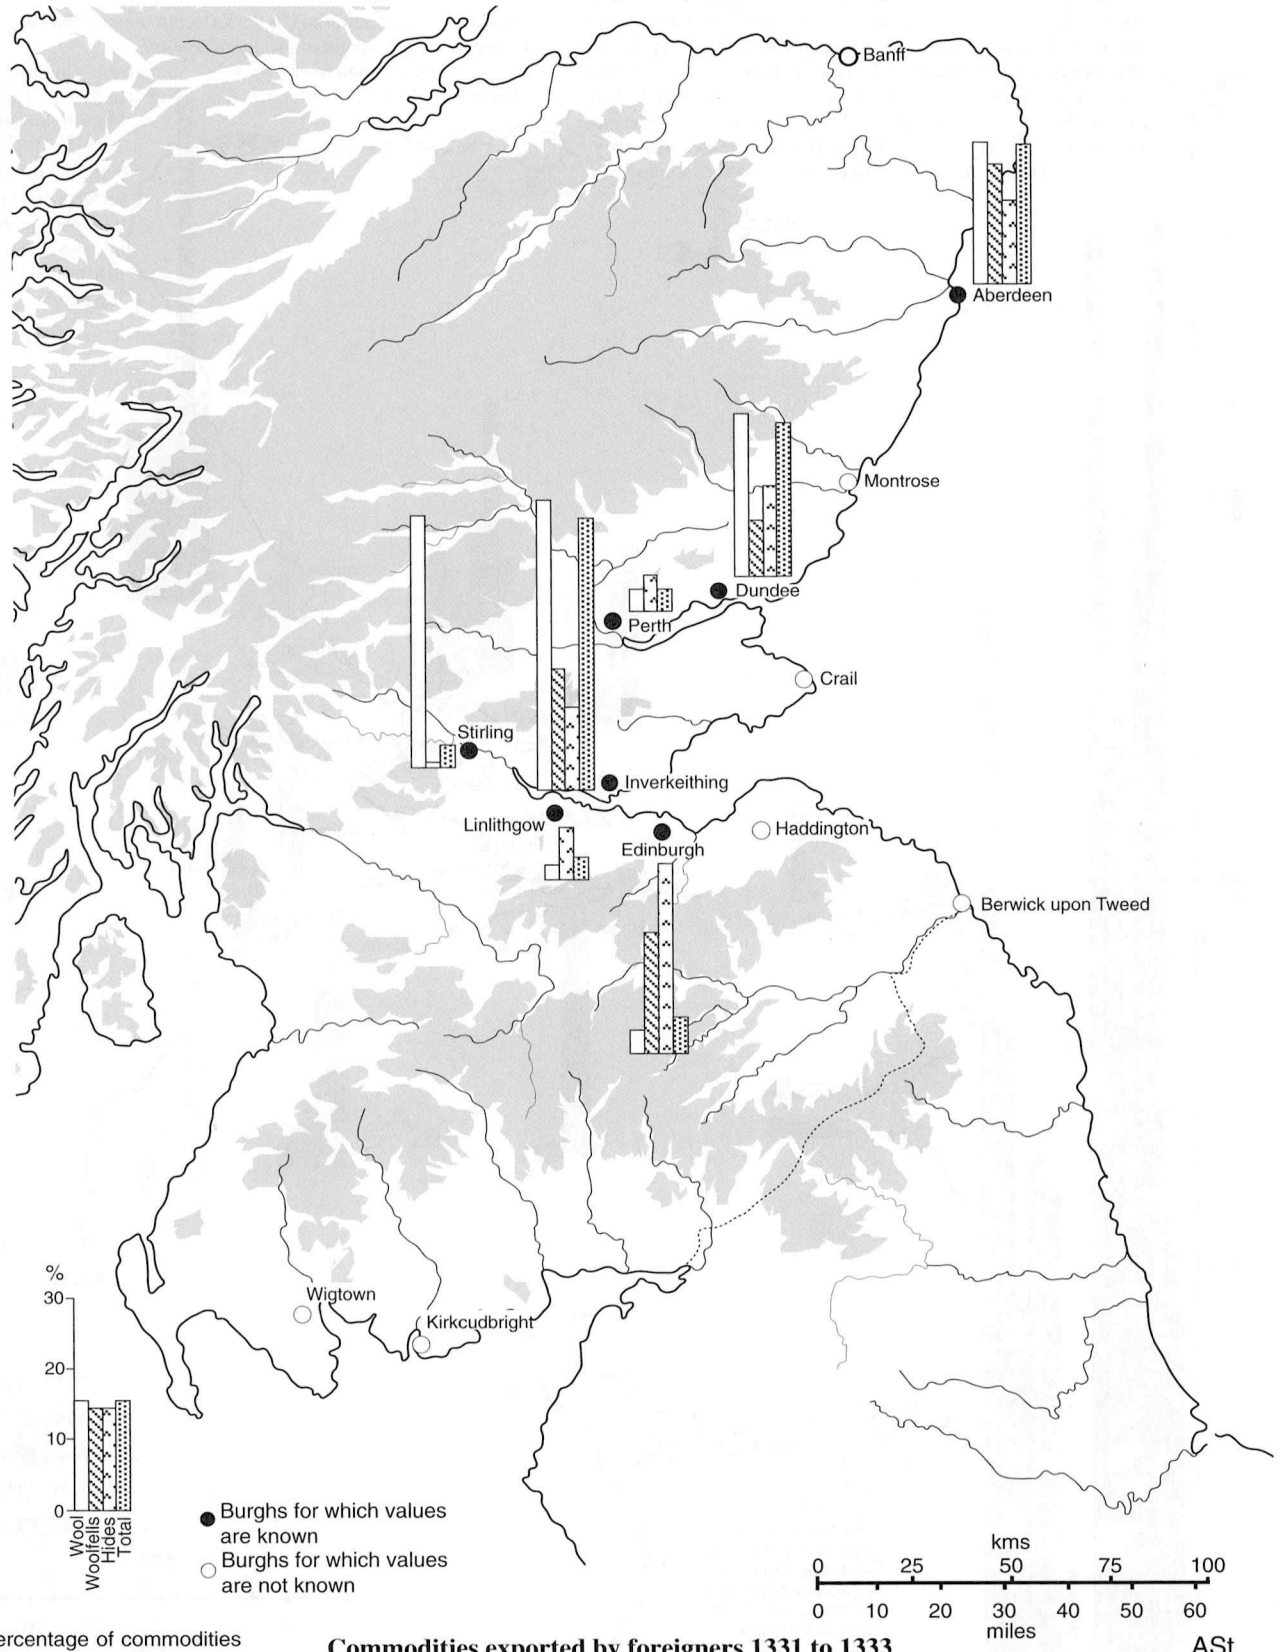 Banff
Aberdeen
Montrose
Dundee
Perth
Crail
Stirling
Inverkeithing
Linlithgow
Edinburgh
Haddington
Berwick upon Tweed
Wigtown
Kirkcudbright
%
30
20
10
0
Wool
Woolfells
Hides
Total
Burghs for which values
are known
Burghs for which values
are not known
kms
0 25 50 75 100
0 10 20 30 40 50 60
miles
ercentage of commodities
Commodities exported by foreigners 1331 to 1333
ASt